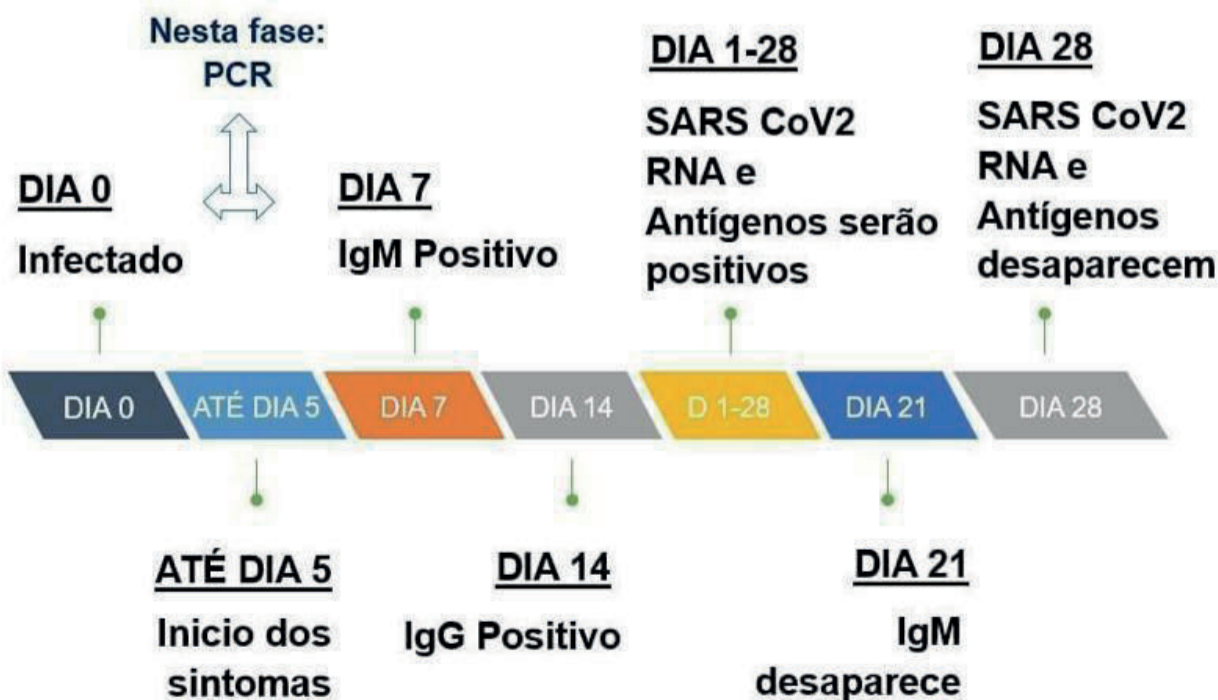 Nesta fase:
PCR
DIA 0
Infectado
DIA 7
IgM Positivo
DIA 1-28
SARS CoV2
RNA e
Antígenos serão
positivos
DIA 28
SARS CoV2
RNA e
Antígenos
desaparecem
DIA 0
ATÉ DIA 5
DIA 7
DIA 14
D 1-28
DIA 21
DIA 28
ATÉ DIA 5
Inicio dos
sintomas
DIA 14
IgG Positivo
DIA 21
IgM
desaparece